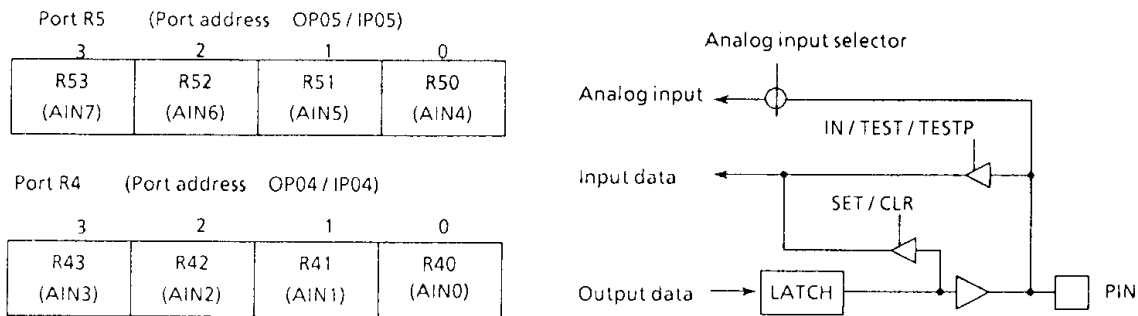 Port R5 (Port address OP05 / IP05)
3 2 1 0
R53 R52 R51 R50
(AIN7) (AIN6) (AIN5) (AIN4)
Port R4 (Port address OP04 / IP04)
3 2 1 0
R43 R42 R41 R40
(AIN3) (AIN2) (AIN1) (AIN0)
Analog input selector
Analog input
IN / TEST / TESTP
Input data
SET / CLR
Output data
LATCH
PIN